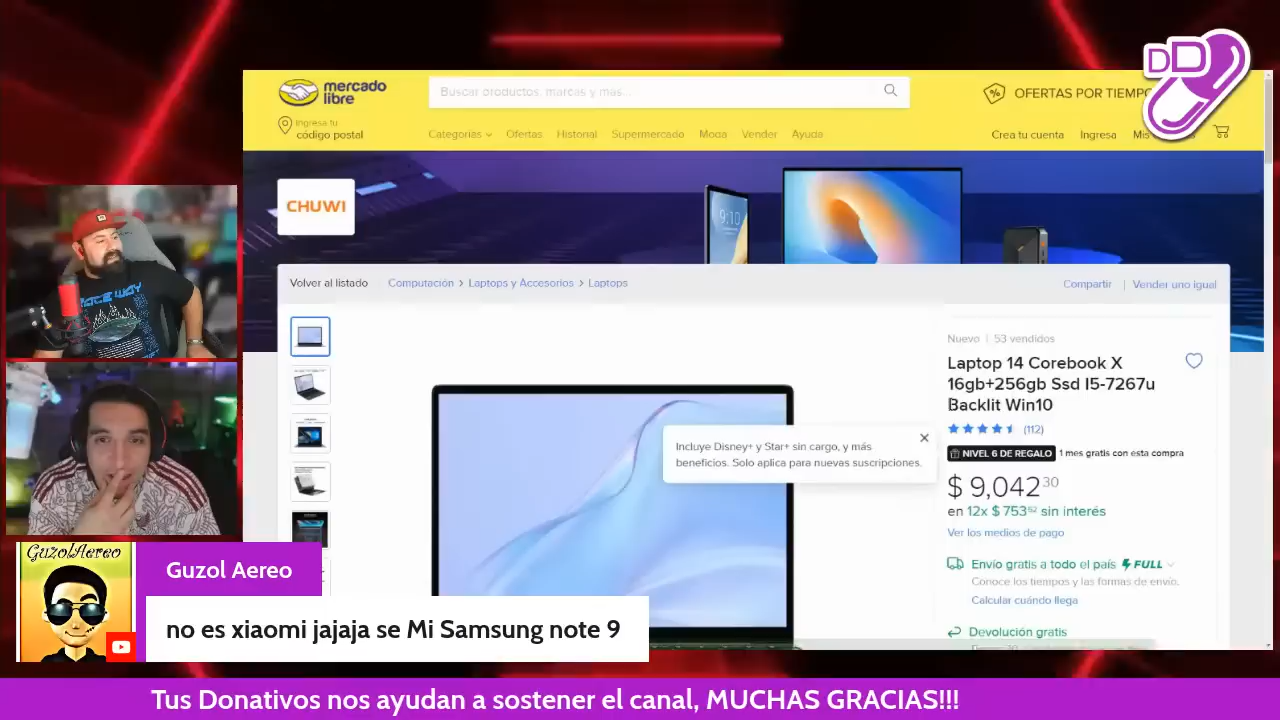 DD
mercado
libre
Buscar productos, marcas y más...
OFERTAS POR TIEMPO
Ingresa tu
código postal
Categorías
Ofertas
Historial
Supermercado
Moda
Vender
Ayuda
Crea tu cuenta
Ingresa
Mis
CHUWI
9:10
Volver al listado
Computación > Laptops y Accesorios > Laptops
Compartir | Vender uno igual
Nuevo | 53 vendidos
Laptop 14 Corebook X
16gb+256gb Ssd I5-7267u
Backlit Win10
(112)
NIVEL 6 DE REGALO 1 mes gratis con esta compra
Incluye Disney+ y Star+ sin cargo, y más
beneficios. Solo aplica para nuevas suscripciones.
$ 9,042 30
en 12x $ 753 52 sin interés
Ver los medios de pago
Envío gratis a todo el país FULL
Conoce los tiempos y las formas de envío.
Calcular cuándo llega
Devolución gratis
GuzolAereo
Guzol Aereo
no es xiaomi jajaja se Mi Samsung note 9
Tus Donativos nos ayudan a sostener el canal, MUCHAS GRACIAS!!!